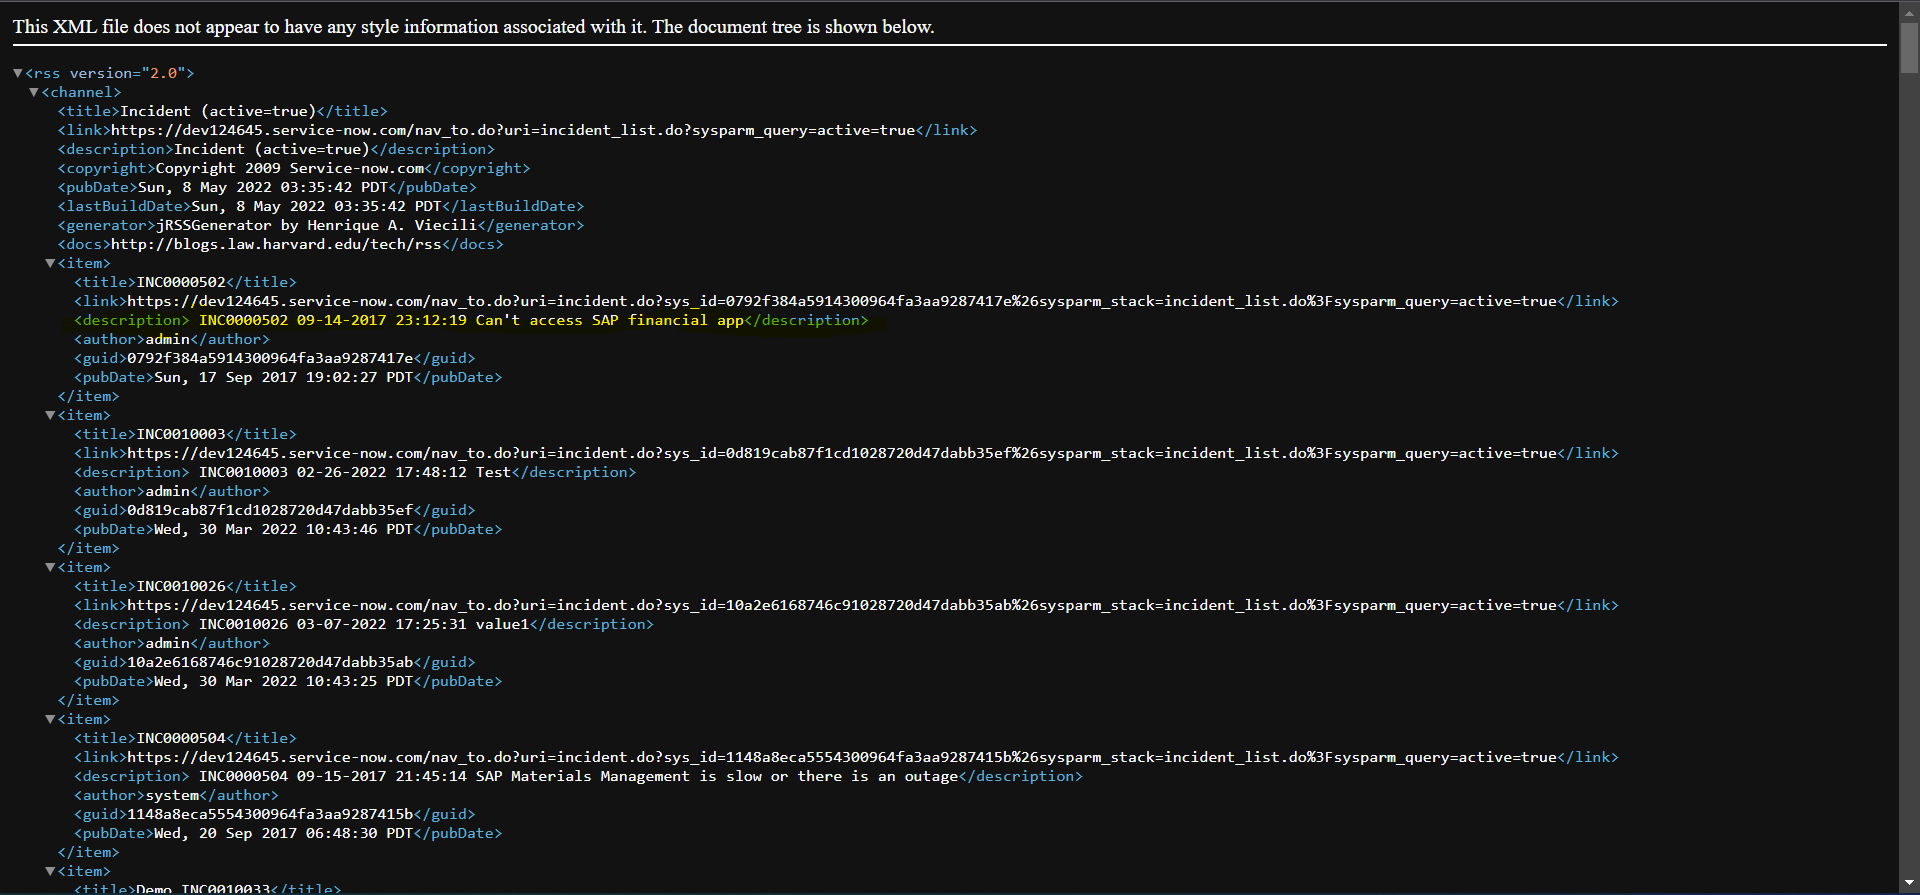 This XML file does not appear to have any style information associated with it. The document tree is shown below.
▼<rss version="2.0">
▼<channel>
<title>Incident (active=true)</title>
<link>https://dev124645.service-now.com/nav_to.do?uri=incident_list.do?sysparm_query=active=true</link>
<description>Incident (active=true)</description>
<copyright>Copyright 2009 Service-now.com</copyright>
<pubDate>Sun, 8 May 2022 03:35:42 PDT</pubDate>
<lastBuildDate>Sun, 8 May 2022 03:35:42 PDT</lastBuildDate>
<generator>jRSSGenerator by Henrique A. Viecili</generator>
<docs>http://blogs.law.harvard.edu/tech/rss</docs>
▼<item>
<title>INC0000502</title>
<link>https://dev124645.service-now.com/nav_to.do?uri=incident.do?sys_id=0792f384a5914300964fa3aa9287417e%26sysparm_stack=incident_list.do%3Fsysparm_query=active=true</link>
<description> INC0000502 09-14-2017 23:12:19 Can't access SAP financial app</description>
<author>admin</author>
<guid>0792f384a5914300964fa3aa9287417e</guid>
<pubDate>Sun, 17 Sep 2017 19:02:27 PDT</pubDate>
</item>
▼<item>
<title>INC0010003</title>
<link>https://dev124645.service-now.com/nav_to.do?uri=incident.do?sys_id=0d819cab87f1cd1028720d47dabb35ef%26sysparm_stack=incident_list.do%3Fsysparm_query=active=true</link>
<description> INC0010003 02-26-2022 17:48:12 Test</description>
<author>admin</author>
<guid>0d819cab87f1cd1028720d47dabb35ef</guid>
<pubDate>Wed, 30 Mar 2022 10:43:46 PDT</pubDate>
</item>
▼<item>
<title>INC0010026</title>
<link>https://dev124645.service-now.com/nav_to.do?uri=incident.do?sys_id=10a2e6168746c91028720d47dabb35ab%26sysparm_stack=incident_list.do%3Fsysparm_query=active=true</link>
<description> INC0010026 03-07-2022 17:25:31 value1</description>
<author>admin</author>
<guid>10a2e6168746c91028720d47dabb35ab</guid>
<pubDate>Wed, 30 Mar 2022 10:43:25 PDT</pubDate>
</item>
▼<item>
<title>INC0000504</title>
<link>https://dev124645.service-now.com/nav_to.do?uri=incident.do?sys_id=1148a8eca5554300964fa3aa9287415b%26sysparm_stack=incident_list.do%3Fsysparm_query=active=true</link>
<description> INC0000504 09-15-2017 21:45:14 SAP Materials Management is slow or there is an outage</description>
<author>system</author>
<guid>1148a8eca5554300964fa3aa9287415b</guid>
<pubDate>Wed, 20 Sep 2017 06:48:30 PDT</pubDate>
</item>
▼<item>
<title>Demo INC0010033</title>